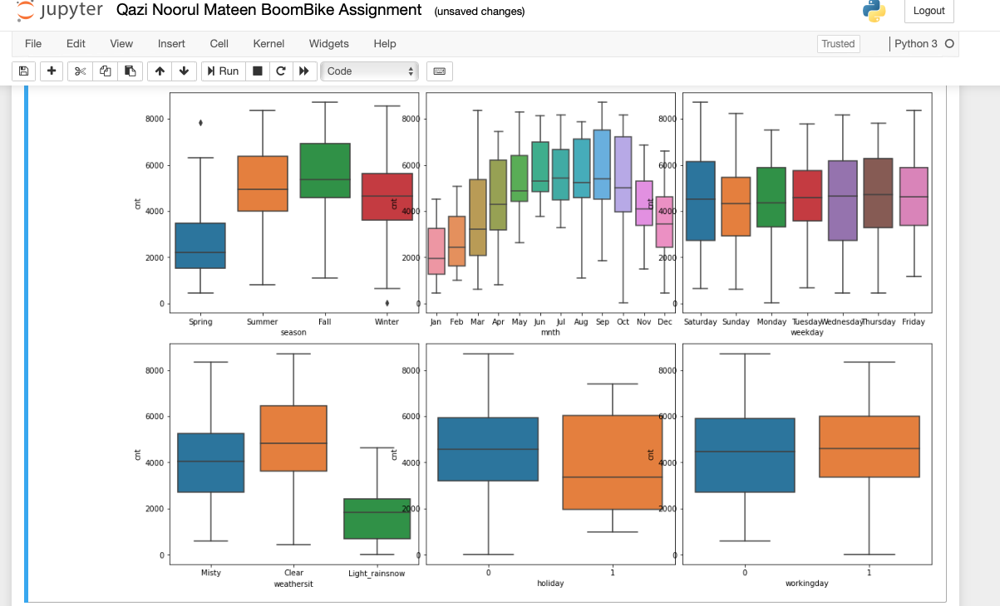 jupyter Qazi Noorul Mateen BoomBike Assignment (unsaved changes) Logout
File Edit View Insert Cell Kernel Widgets Help Trusted Python 3
Run Code
8000 6000 4000 2000 0
cnt
Spring Summer Fall Winter
season
8000 6000 4000 2000 0
cnt
Jan Feb Mar Apr May Jun Jul Aug Sep Oct Nov Dec
mnth
8000 6000 4000 2000 0
cnt
Saturday Sunday Monday Tuesday Wednesday Thursday Friday
weekday
8000 6000 4000 2000 0
cnt
Misty Clear Light_rainsnow
weathersit
8000 6000 4000 2000 0
cnt
0 1
holiday
8000 6000 4000 2000 0
cnt
0 1
workingday